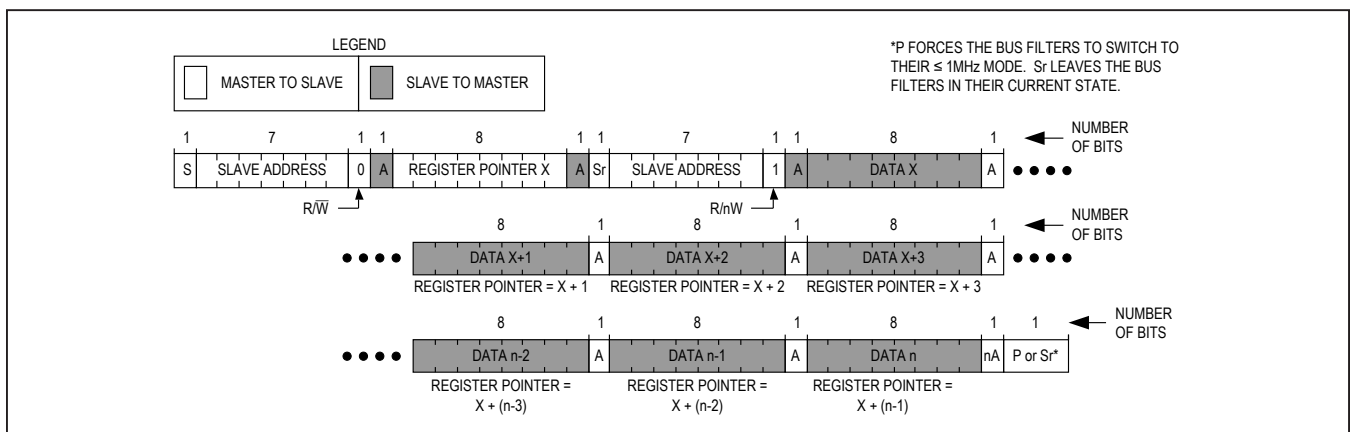 LEGEND
MASTER TO SLAVE SLAVE TO MASTER
*P FORCES THE BUS FILTERS TO SWITCH TO
THEIR ≤ 1MHz MODE. Sr LEAVES THE BUS
FILTERS IN THEIR CURRENT STATE.
1 7 1 1 8 1 1 7 1 1 8 1 NUMBER
OF BITS
S SLAVE ADDRESS 0 A REGISTER POINTER X A Sr SLAVE ADDRESS 1 A DATA X A
R/W̅ R/nW
8 1 8 1 8 1 NUMBER
OF BITS
DATA X+1 A DATA X+2 A DATA X+3 A
REGISTER POINTER = X + 1 REGISTER POINTER = X + 2 REGISTER POINTER = X + 3
8 1 8 1 8 1 1 NUMBER
OF BITS
DATA n-2 A DATA n-1 A DATA n nA P or Sr*
REGISTER POINTER = REGISTER POINTER = REGISTER POINTER =
X + (n-3) X + (n-2) X + (n-1)